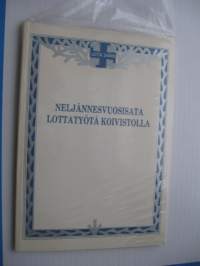 NELJÄNNESVUOSISATA
LOTTATYÖTÄ KOIVISTOLLA